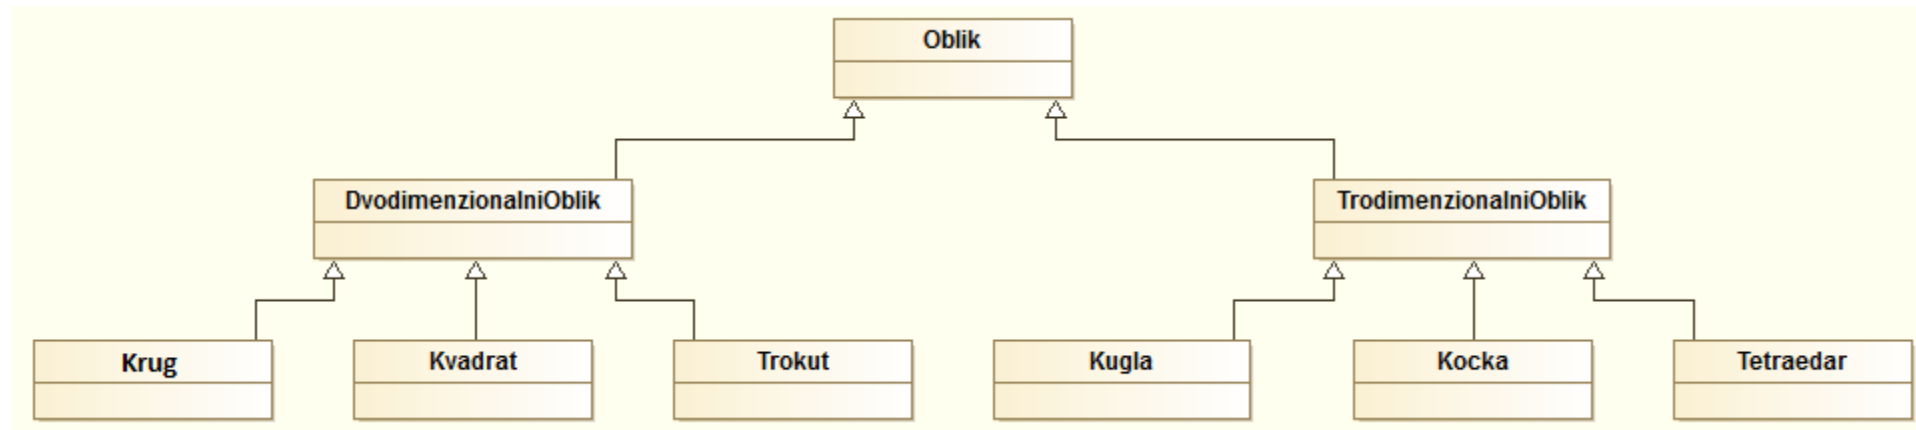 Oblik
DvodimenzionalniOblik
TrodimenzionalniOblik
Krug
Kvadrat
Trokut
Kugla
Kocka
Tetraedar